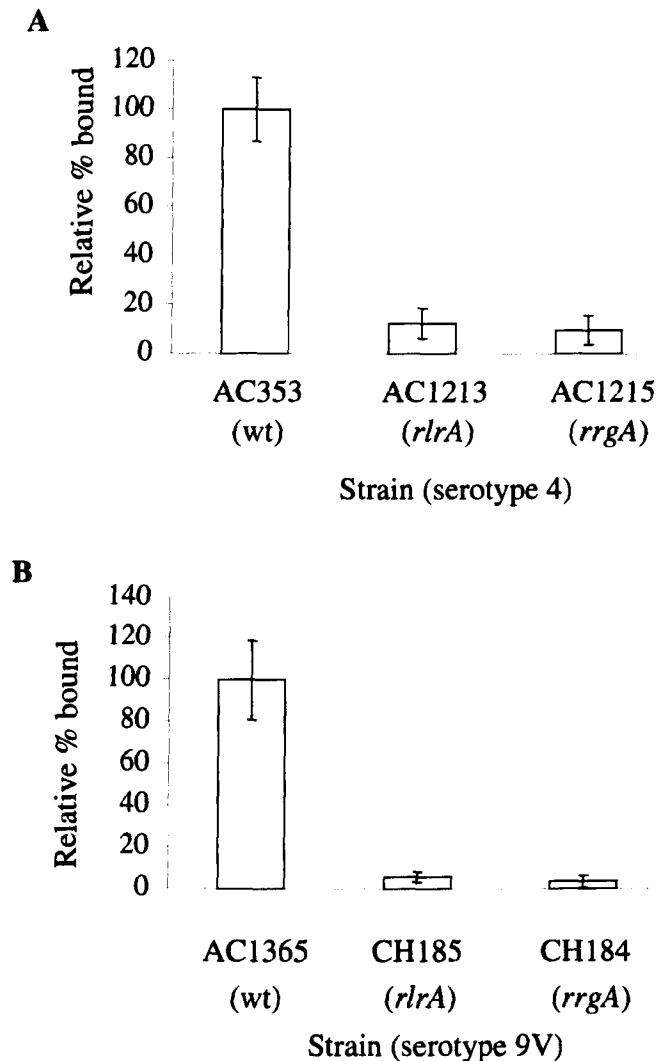 A
Relative % bound
120
100
80
60
40
20
0
AC353 AC1213 AC1215
(wt) (rlrA) (rrgA)
Strain (serotype 4)
B
Relative % bound
140
120
100
80
60
40
20
0
AC1365 CH185 CH184
(wt) (rlrA) (rrgA)
Strain (serotype 9V)